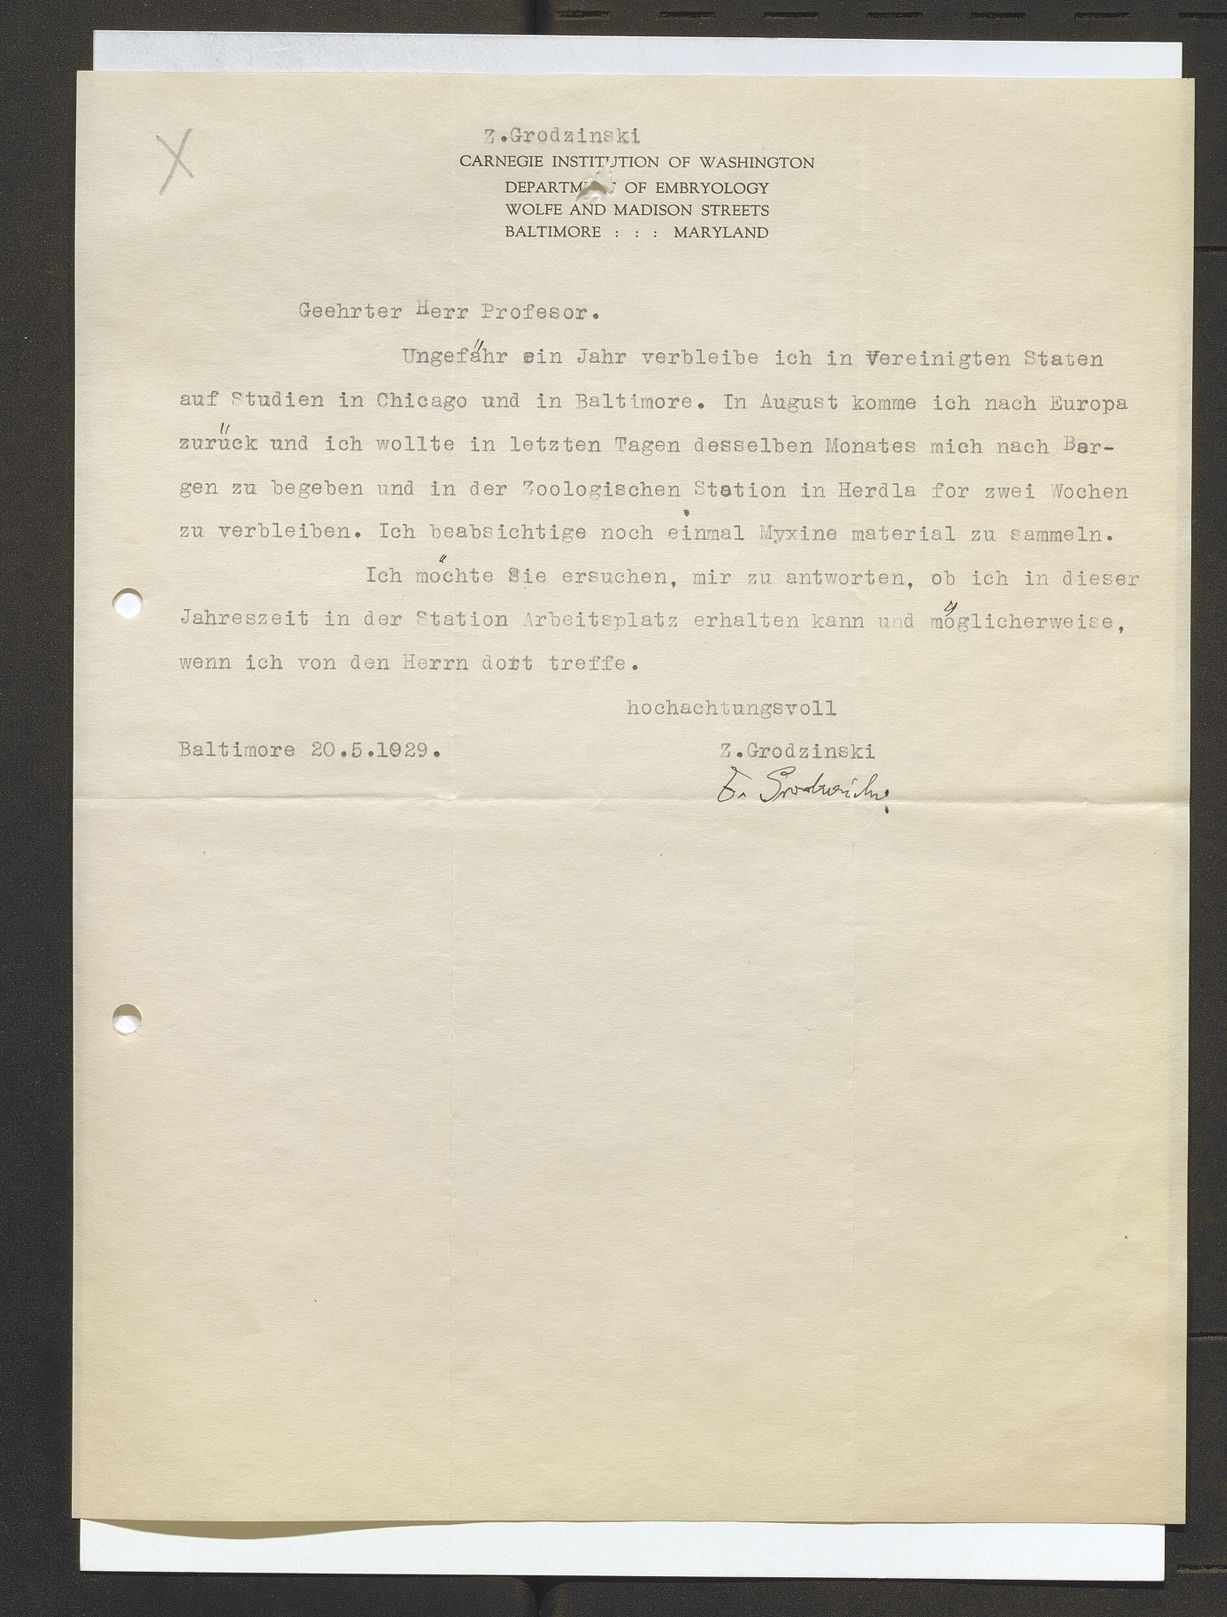 X
Z.Grodzinski
CARNEGIE INSTITUTION OF WASHINGTON
DEPARTMENT OF EMBRYOLOGY
WOLFE AND MADISON STREETS
BALTIMORE : : : MARYLAND
Geehrter Herr Profesor.
Ungefähr ein Jahr verbleibe ich in Vereinigten Staten
auf Studien in Chicago und in Baltimore. In August komme ich nach Europa
zurück und ich wollte in letzten Tagen desselben Monates mich nach Ber-
gen zu begeben und in der Zoologischen Station in Herdla for zwei Wochen
zu verbleiben. Ich beabsichtige noch einmal Myxine material zu sammeln.
Ich möchte Sie ersuchen, mir zu antworten, ob ich in dieser
Jahreszeit in der Station Arbeitsplatz erhalten kann und möglicherweise,
wenn ich von den Herrn dort treffe.
hochachtungsvoll
Baltimore 20.5.1929. Z.Grodzinski
Z. Grodzinski